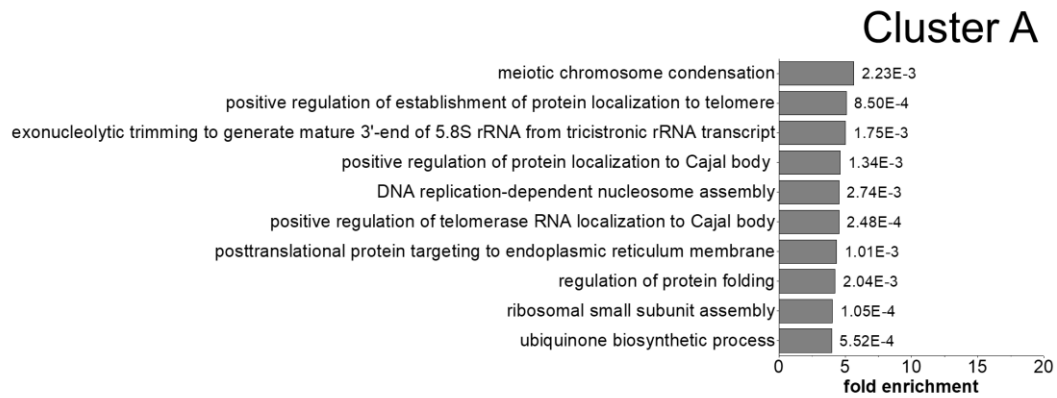 Cluster A
meiotic chromosome condensation 2.23E-3
positive regulation of establishment of protein localization to telomere 8.50E-4
exonucleolytic trimming to generate mature 3'-end of 5.8S rRNA from tricistronic rRNA transcript 1.75E-3
positive regulation of protein localization to Cajal body 1.34E-3
DNA replication-dependent nucleosome assembly 2.74E-3
positive regulation of telomerase RNA localization to Cajal body 2.48E-4
posttranslational protein targeting to endoplasmic reticulum membrane 1.01E-3
regulation of protein folding 2.04E-3
ribosomal small subunit assembly 1.05E-4
ubiquinone biosynthetic process 5.52E-4
0 5 10 15 20
fold enrichment